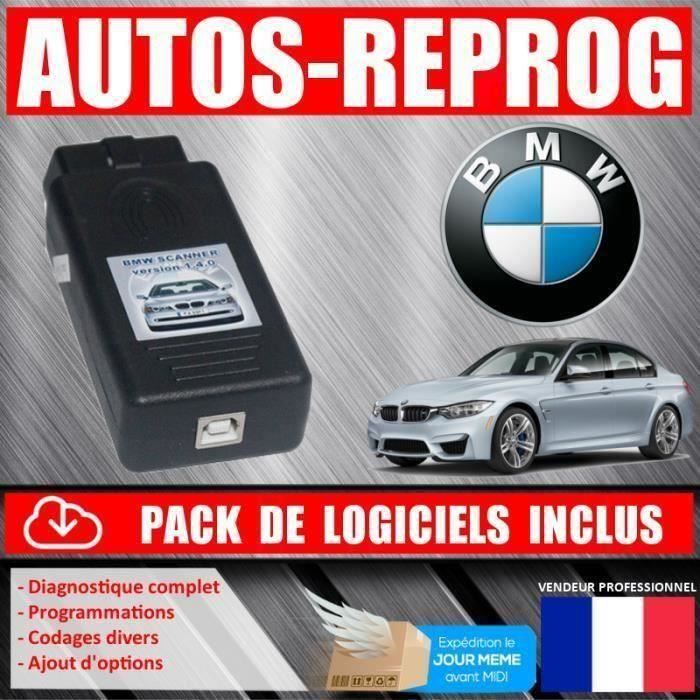 AUTOS-REPROG
BMW
BMW SCANNER
version 1.4.0
PACK DE LOGICIELS INCLUS
- Diagnostique complet
- Programmations
- Codages divers
- Ajout d'options
Expédition le
JOUR MEME
avant MIDI
VENDEUR PROFESSIONNEL